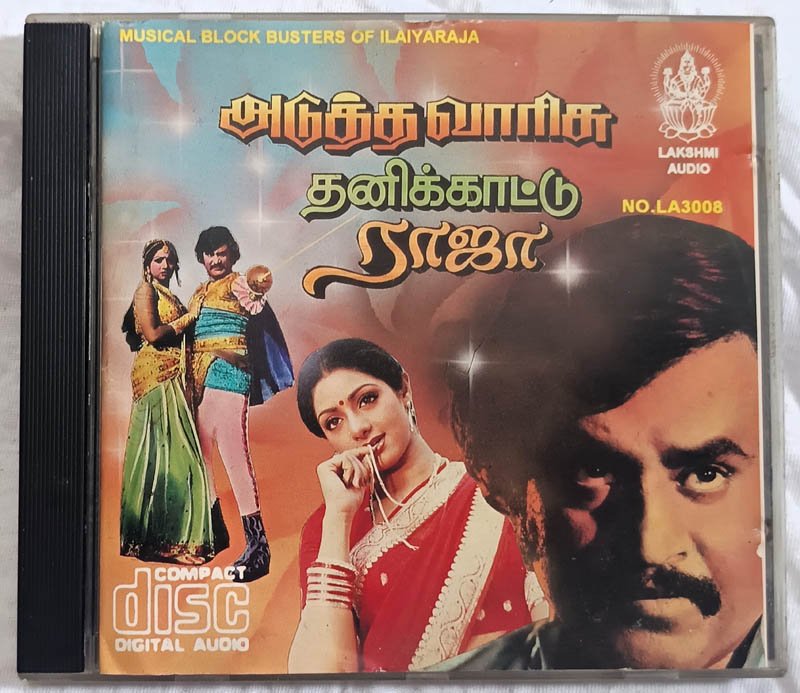 MUSICAL BLOCK BUSTERS OF ILAIYARAJA
அடுத்த வாரிசு
LAKSHMI
AUDIO
தனிக்காட்டு
NO.LA3008
ராஜா
COMPACT
disc
DIGITAL AUDIO